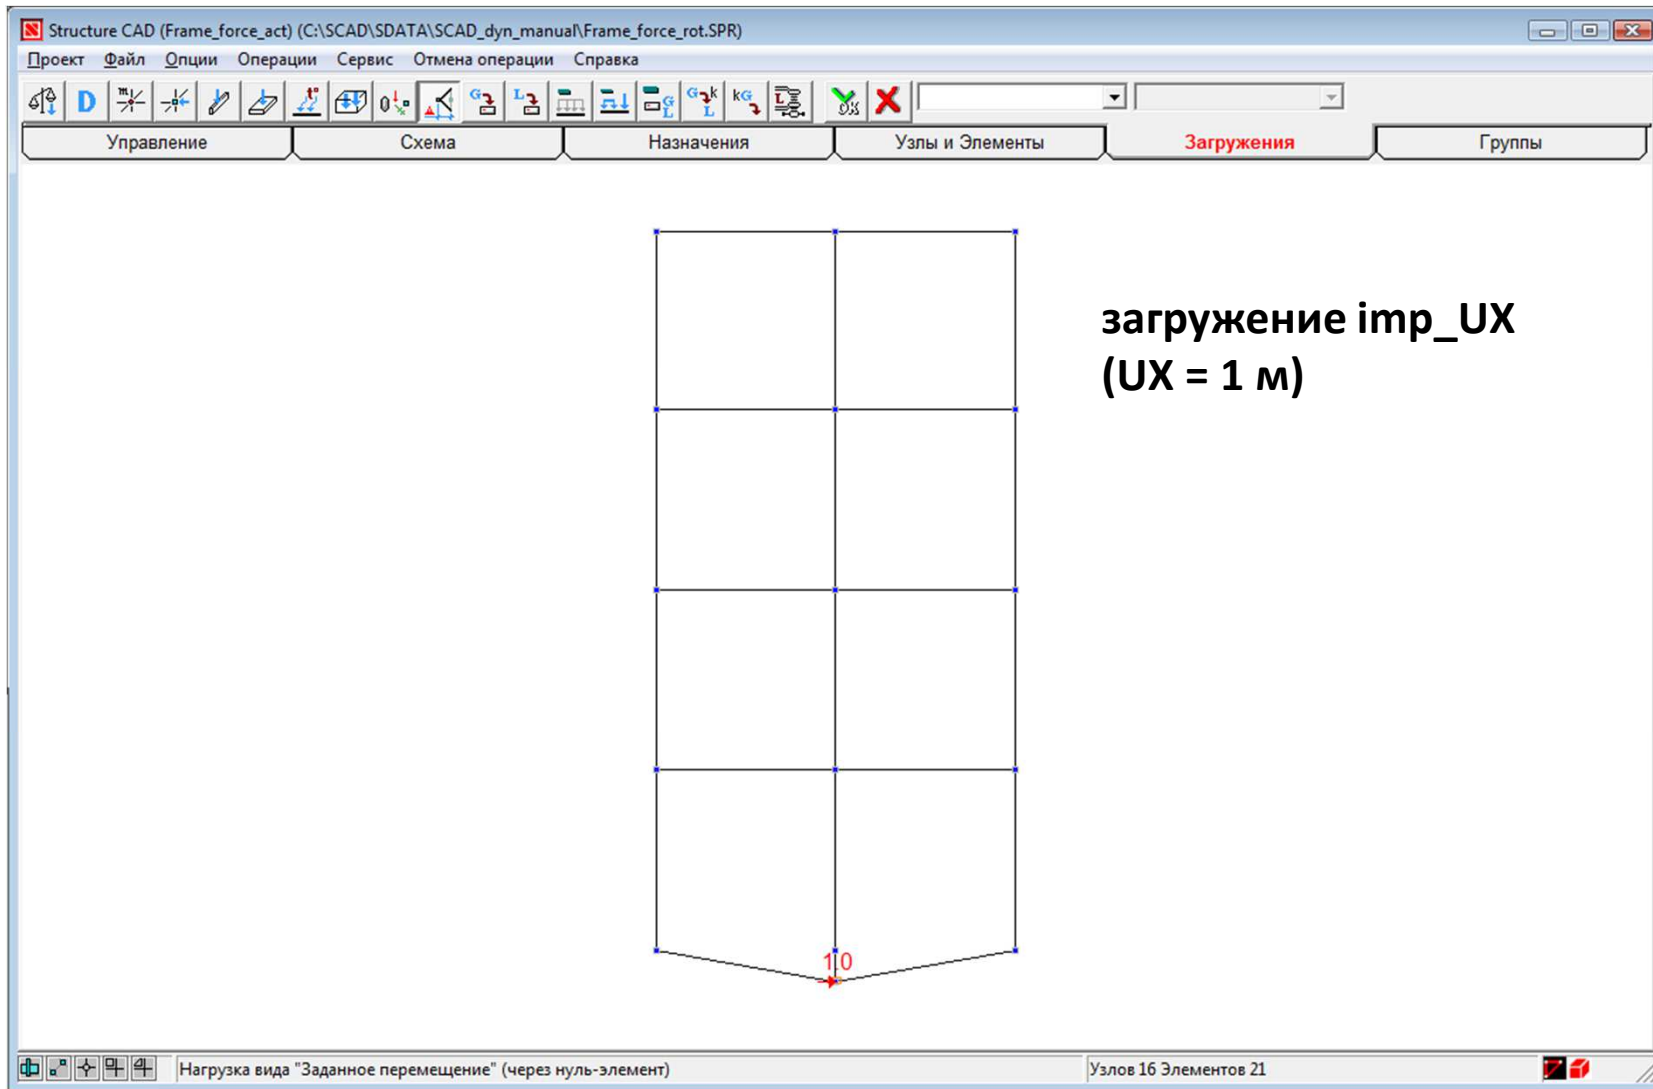 Structure CAD (Frame_force_act) (C:\SCAD\SDATA\SCAD_dyn_manual\Frame_force_rot.SPR)
Проект Файл Опции Операции Сервис Отмена операции Справка
Управление Схема Назначения Узлы и Элементы Загружения Группы
загружение imp_UX
(UX = 1 м)
1.0
Нагрузка вида "Заданное перемещение" (через нуль-элемент) Узлов 16 Элементов 21